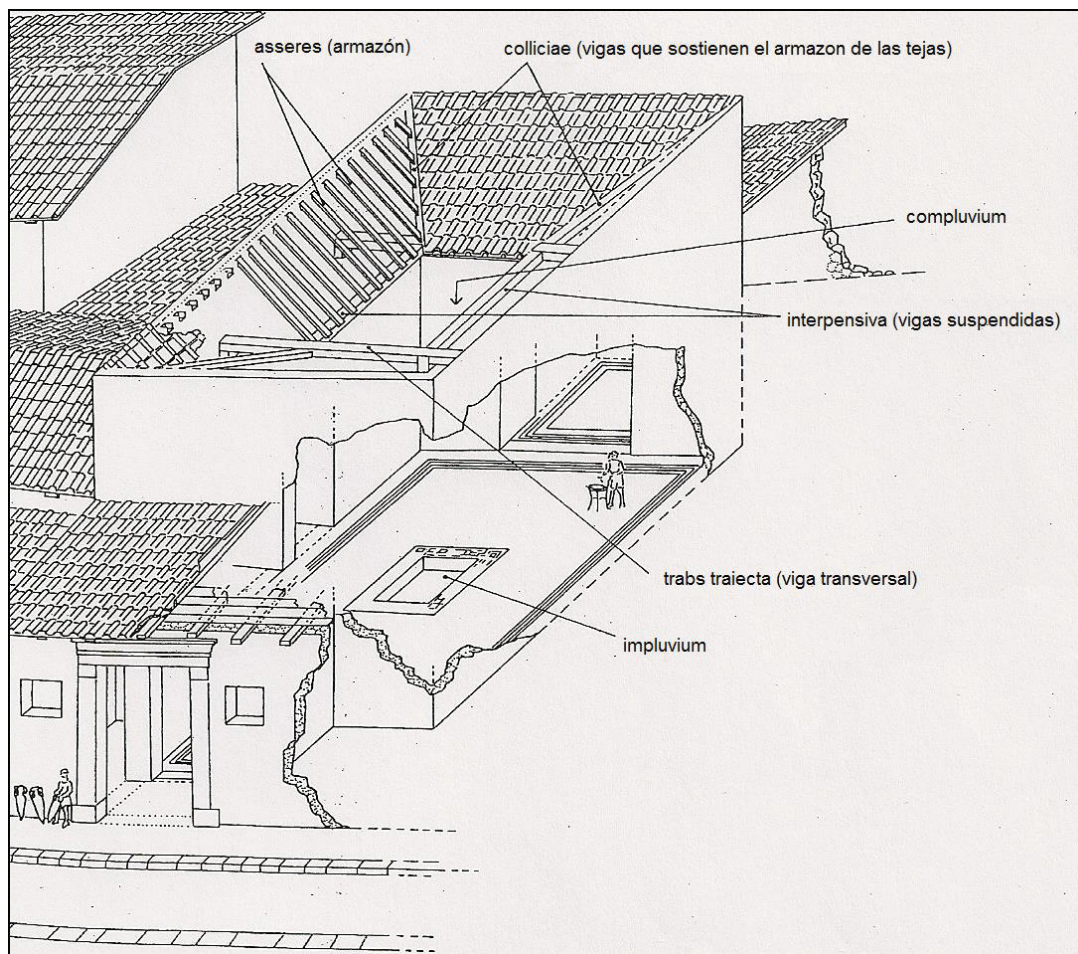 asseres (armazón)
colliciae (vigas que sostienen el armazon de las tejas)
compluvium
interpensiva (vigas suspendidas)
trabs traiecta (viga transversal)
impluvium